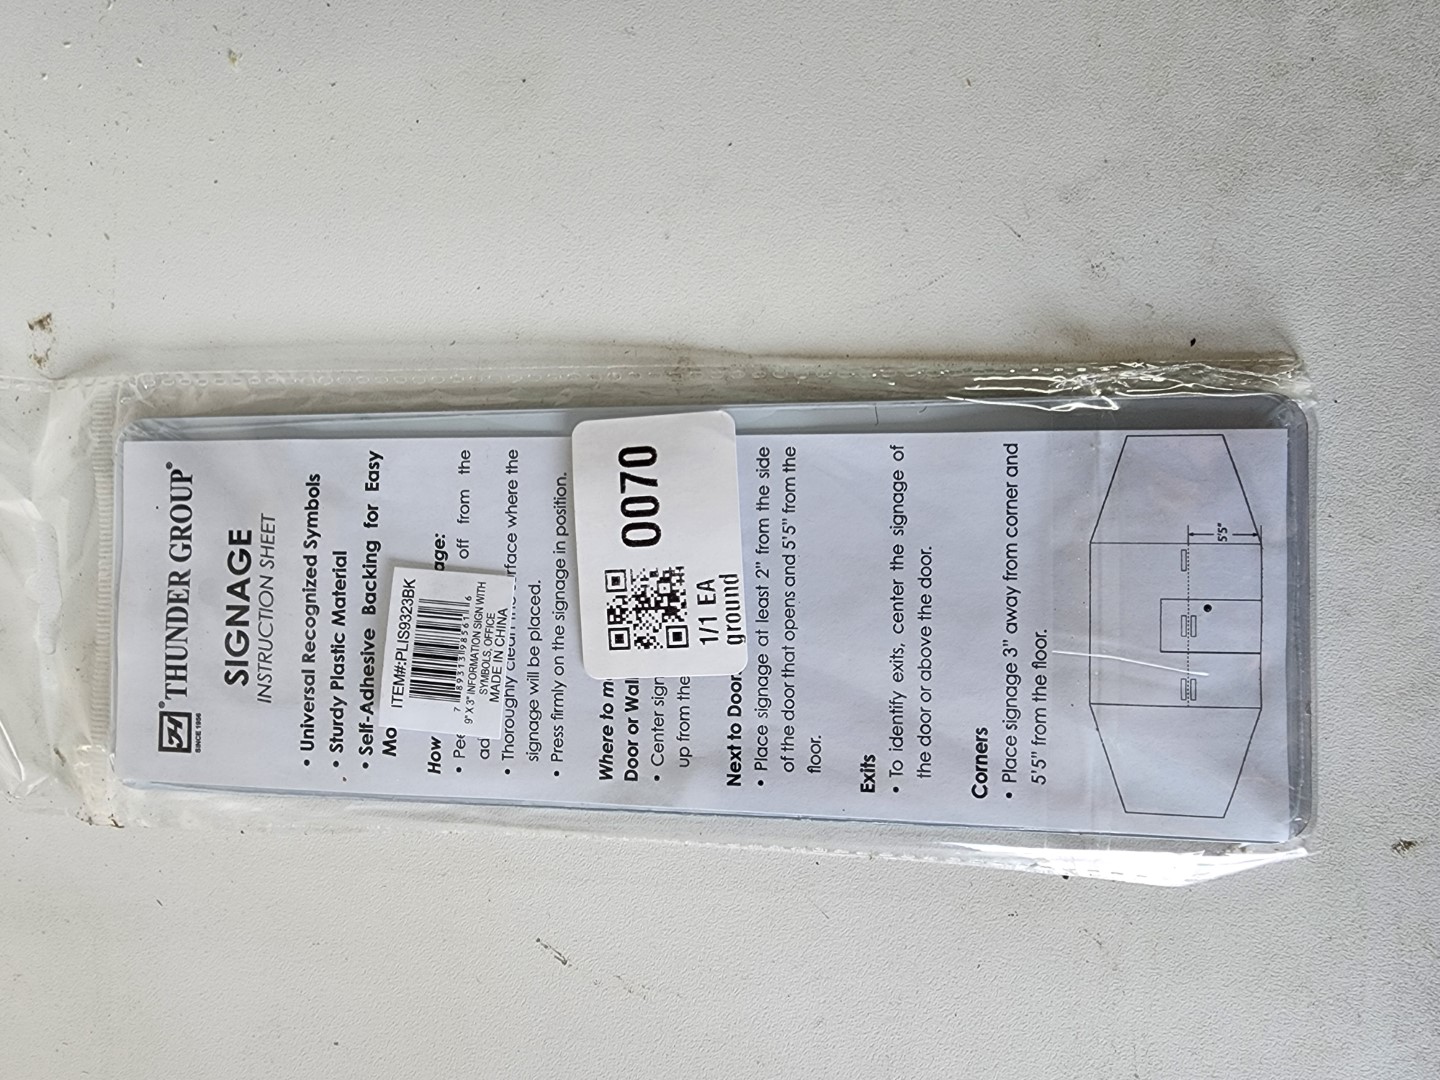 THUNDER GROUP®
SINCE 1956
SIGNAGE
INSTRUCTION SHEET
• Universal Recognized Symbols
• Sturdy Plastic Material
• Self-Adhesive Backing for Easy
Mo
ITEM#:PLIS9323BK
7 89313 98561 6
9" X 3" INFORMATION SIGN WITH
SYMBOLS, OFFICE
MADE IN CHINA
How age:
• Pee off from the
ad
• Thoroughly clean the surface where the
signage will be placed.
• Press firmly on the signage in position.
Where to m
Door or Wal
• Center sign
up from the
0070
1/1 EA
ground
Next to Door
• Place signage at least 2" from the side
of the door that opens and 5'5" from the
floor.
Exits
• To identify exits, center the signage of
the door or above the door.
Corners
• Place signage 3" away from corner and
5'5" from the floor.
5'5"